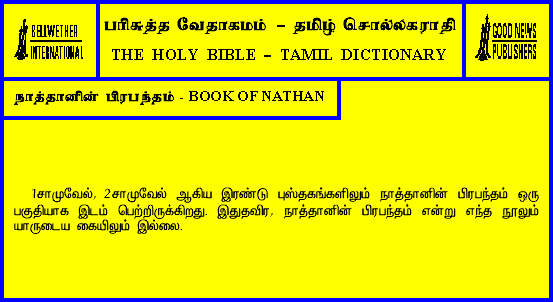 BELLWETHER
INTERNATIONAL
பரிசுத்த வேதாகமம் – தமிழ் சொல்லகராதி
THE HOLY BIBLE – TAMIL DICTIONARY
GOOD NEWS
PUBLISHERS
நாத்தானின் பிரபந்தம் - BOOK OF NATHAN
1சாமுவேல், 2சாமுவேல் ஆகிய இரண்டு புஸ்தகங்களிலும் நாத்தானின் பிரபந்தம் ஒரு
பகுதியாக இடம் பெற்றிருக்கிறது. இதுதவிர, நாத்தானின் பிரபந்தம் என்று எந்த நூலும்
யாருடைய கையிலும் இல்லை.